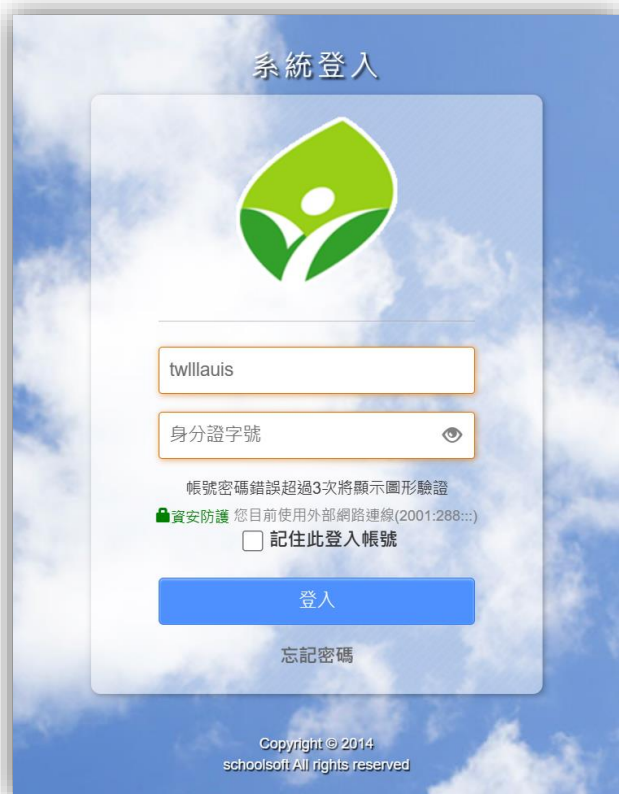 系統登入
twlllauis
身分證字號
帳號密碼錯誤超過3次將顯示圖形驗證
資安防護 您目前使用外部網路連線(2001:288:::)
記住此登入帳號
登入
忘記密碼
Copyright © 2014
schoolsoft All rights reserved